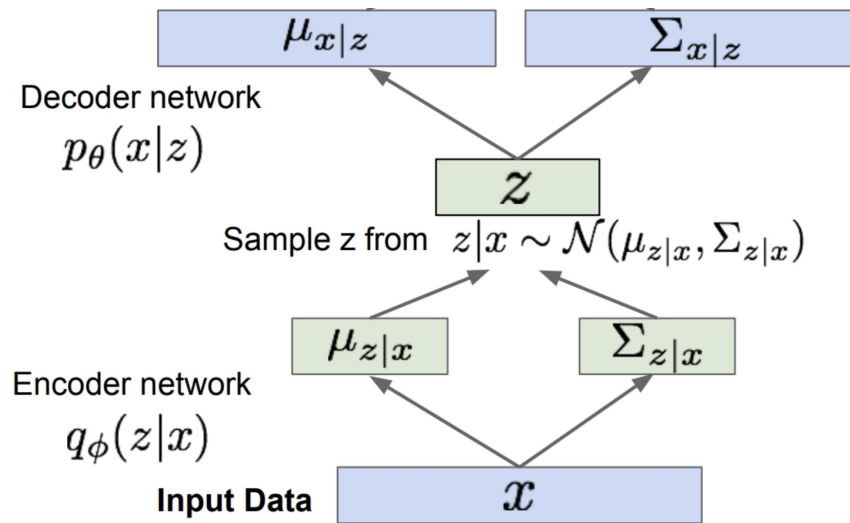 μ_{x|z} Σ_{x|z}
Decoder network
p_θ(x|z)
z
Sample z from z|x ∼ 𝒩(μ_{z|x}, Σ_{z|x})
μ_{z|x} Σ_{z|x}
Encoder network
q_ϕ(z|x)
Input Data x